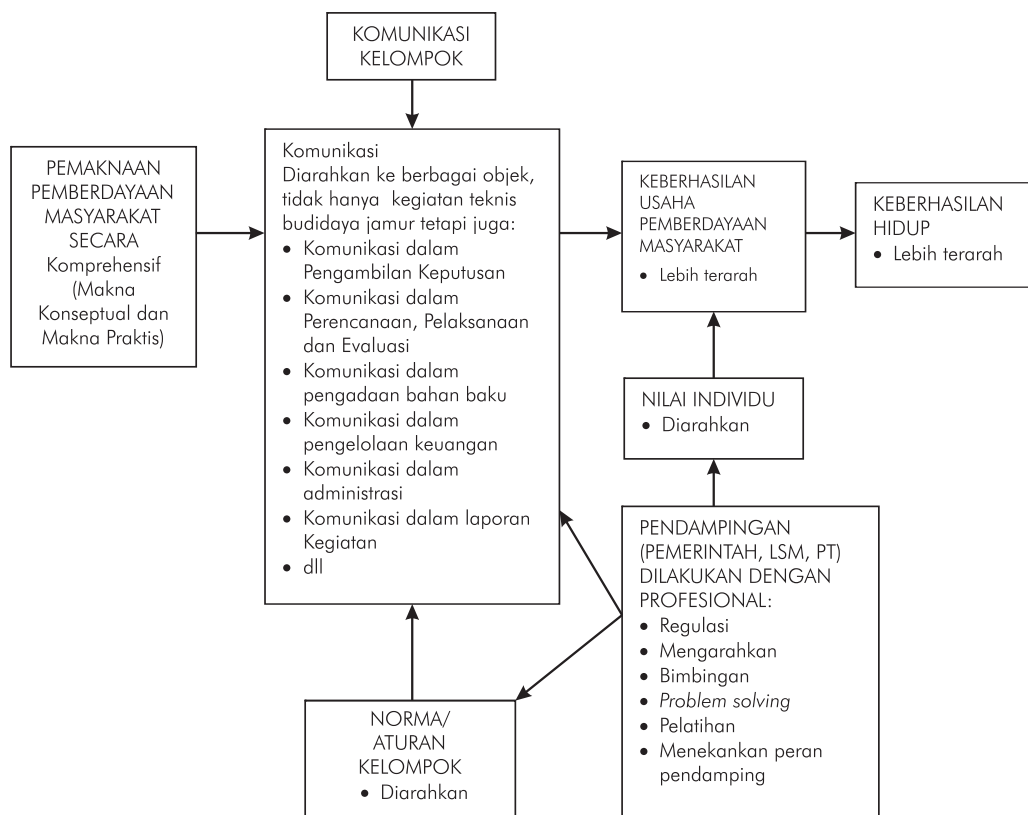 KOMUNIKASI
KELOMPOK
PEMAKNAAN
PEMBERDAYAAN
MASYARAKAT
SECARA
Komprehensif
(Makna
Konseptual dan
Makna Praktis)
Komunikasi
Diarahkan ke berbagai objek,
tidak hanya kegiatan teknis
budidaya jamur tetapi juga:
• Komunikasi dalam
Pengambilan Keputusan
• Komunikasi dalam
Perencanaan, Pelaksanaan
dan Evaluasi
• Komunikasi dalam
pengadaan bahan baku
• Komunikasi dalam
pengelolaan keuangan
• Komunikasi dalam
administrasi
• Komunikasi dalam laporan
Kegiatan
• dll
KEBERHASILAN
USAHA
PEMBERDAYAAN
MASYARAKAT
• Lebih terarah
KEBERHASILAN
HIDUP
• Lebih terarah
NILAI INDIVIDU
• Diarahkan
PENDAMPINGAN
(PEMERINTAH, LSM, PT)
DILAKUKAN DENGAN
PROFESIONAL:
• Regulasi
• Mengarahkan
• Bimbingan
• Problem solving
• Pelatihan
• Menekankan peran
pendamping
NORMA/
ATURAN
KELOMPOK
• Diarahkan